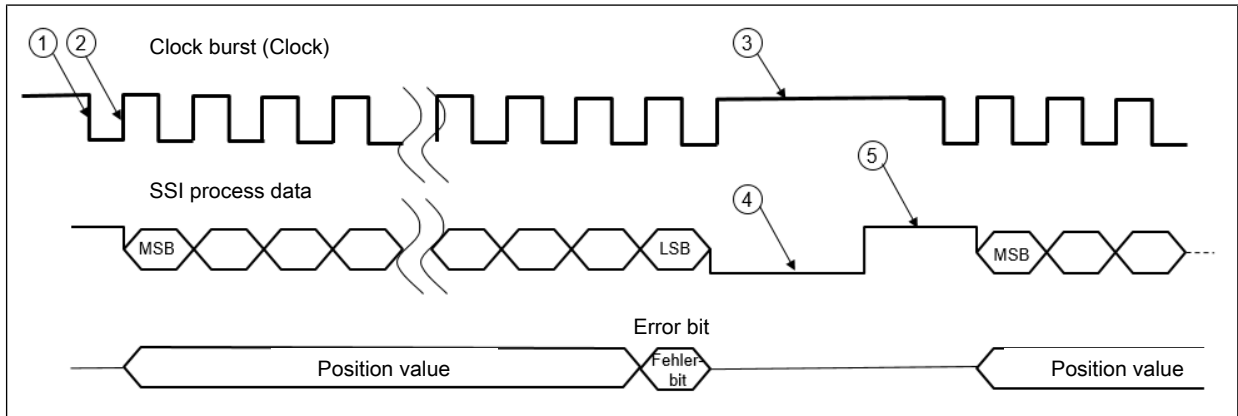 ① ② Clock burst (Clock) ③
SSI process data ④ ⑤
MSB LSB MSB
Error bit
Position value Fehler- Position value
bit